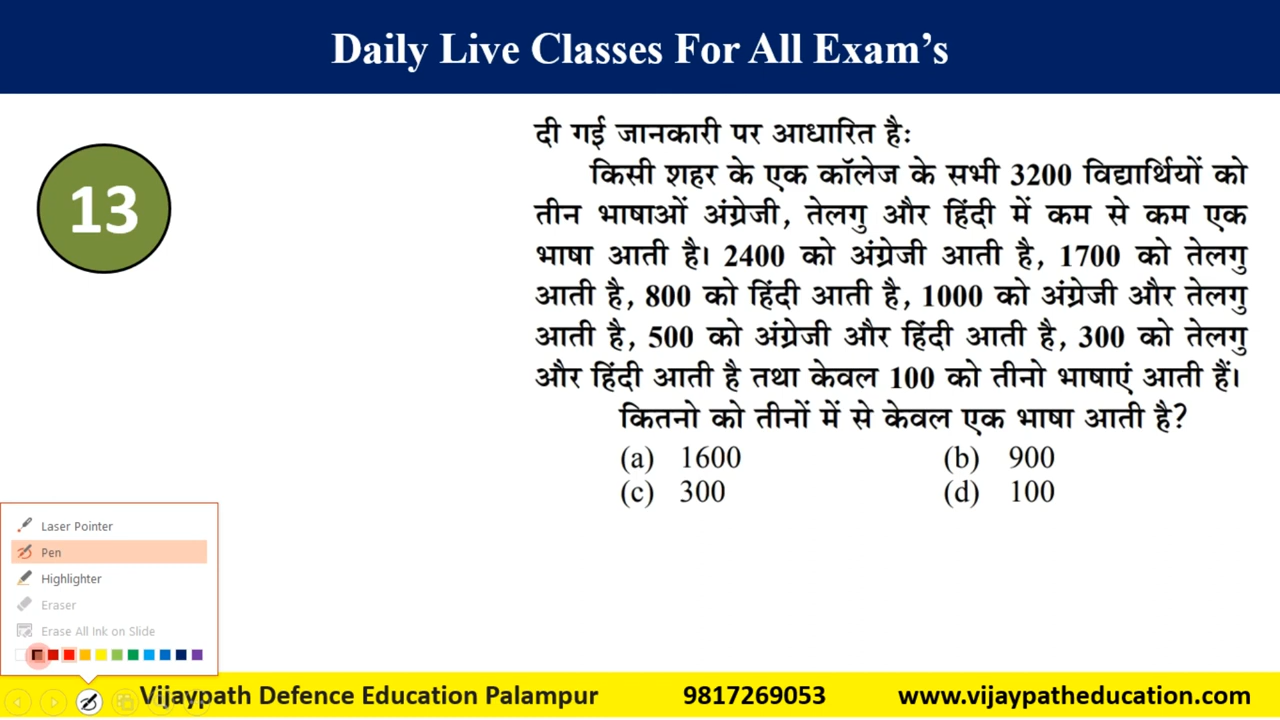 Daily Live Classes For All Exam’s
13
दी गई जानकारी पर आधारित हैः
किसी शहर के एक कॉलेज के सभी 3200 विद्यार्थियों को
तीन भाषाओं अंग्रेजी, तेलगु और हिंदी में कम से कम एक
भाषा आती है। 2400 को अंग्रेजी आती है, 1700 को तेलगु
आती है, 800 को हिंदी आती है, 1000 को अंग्रेजी और तेलगु
आती है, 500 को अंग्रेजी और हिंदी आती है, 300 को तेलगु
और हिंदी आती है तथा केवल 100 को तीनो भाषाएं आती हैं।
कितनो को तीनों में से केवल एक भाषा आती है?
(a) 1600 (b) 900
(c) 300 (d) 100
Laser Pointer
Pen
Highlighter
Eraser
Erase All Ink on Slide
Vijaypath Defence Education Palampur 9817269053 www.vijaypatheducation.com